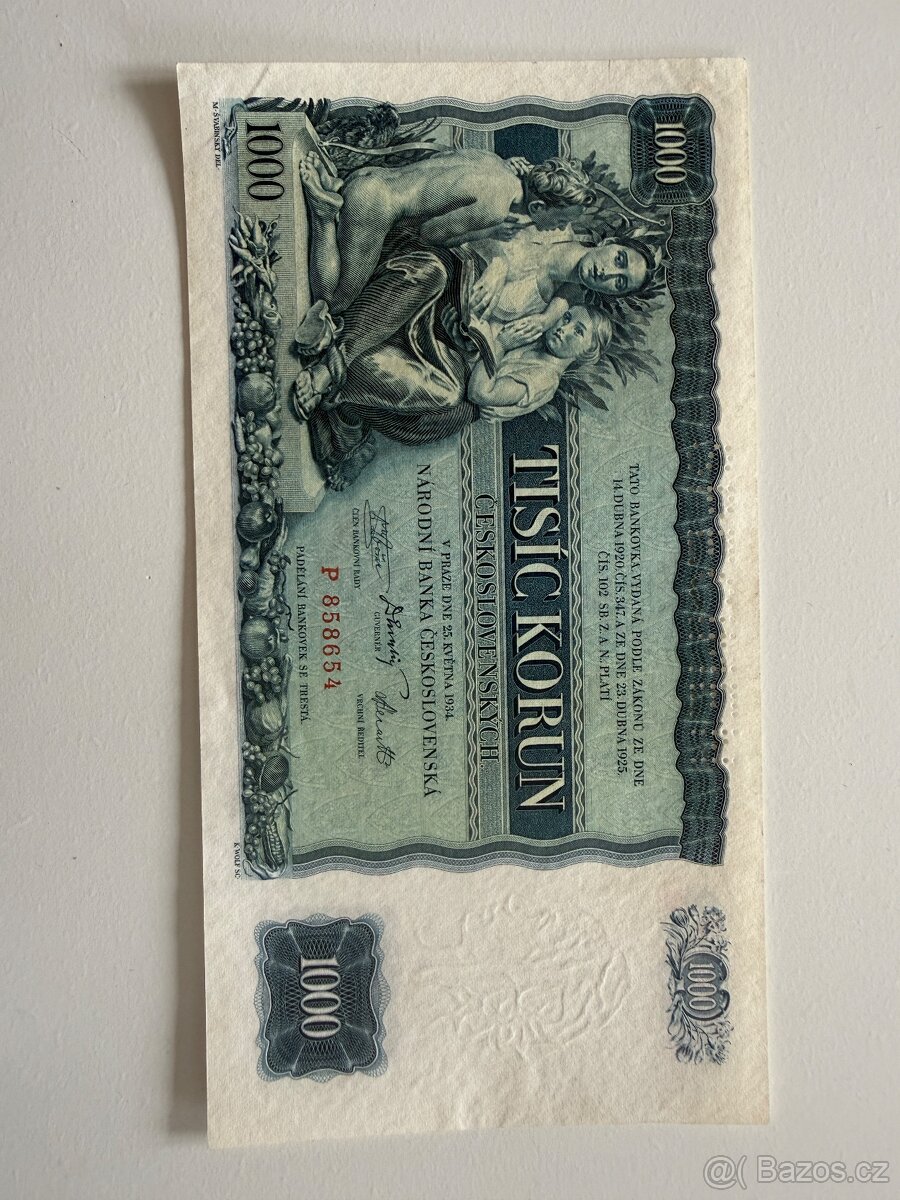 1000
TATO BANKOVKA, VYDANÁ PODLE ZÁKONU ZE DNE
14. DUBNA 1920, ČÍS. 347, A ZE DNE 23. DUBNA 1925,
ČÍS. 102 SB. Z. A N., PLATÍ
TISÍC KORUN
ČESKOSLOVENSKÝCH
NÁRODNÍ BANKA ČESKOSLOVENSKÁ
V PRAZE DNE 25. KVĚTNA 1934.
ČLEN BANKOVNÍ RADY
GUVERNÉR
VRCHNÍ ŘEDITEL
P 858654
PADĚLÁNÍ BANKOVEK SE TRESTÁ
1000
M. ŠVABINSKÝ DEL.
K. WOLF SC.
1000
1000
@( Bazos.cz